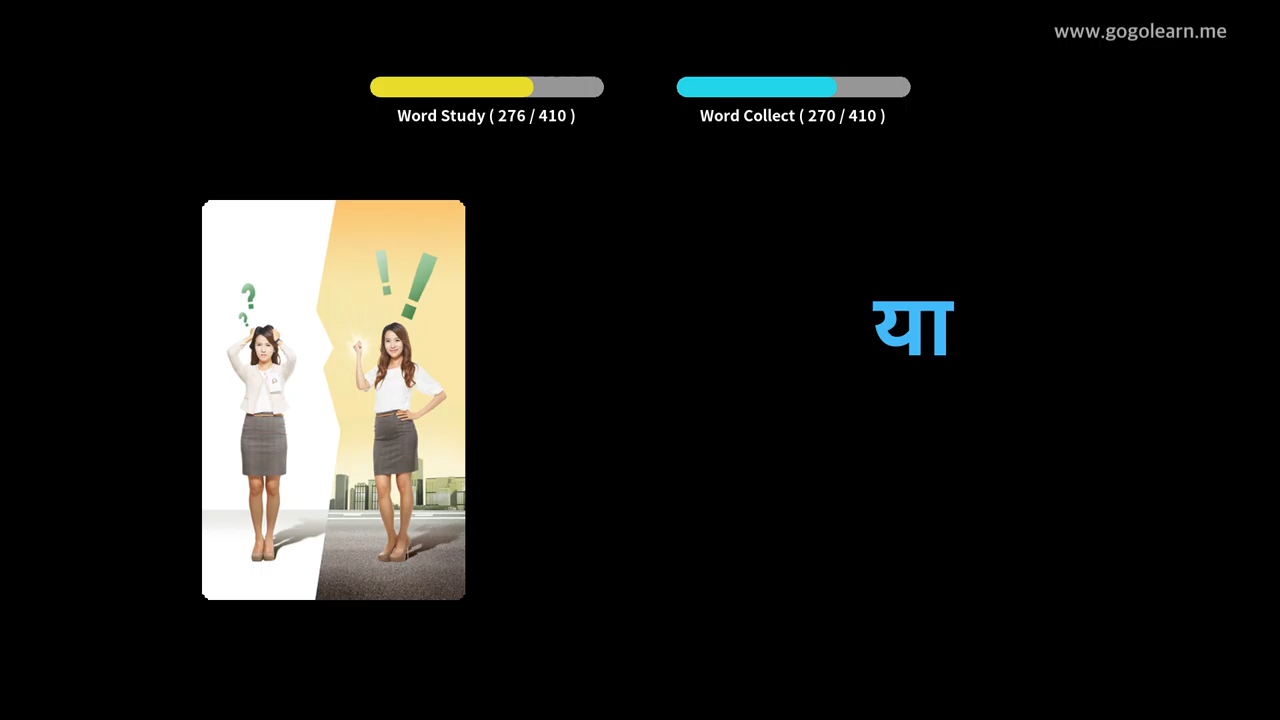 www.gogolearn.me
Word Study ( 276 / 410 )
Word Collect ( 270 / 410 )
? !!
?
या